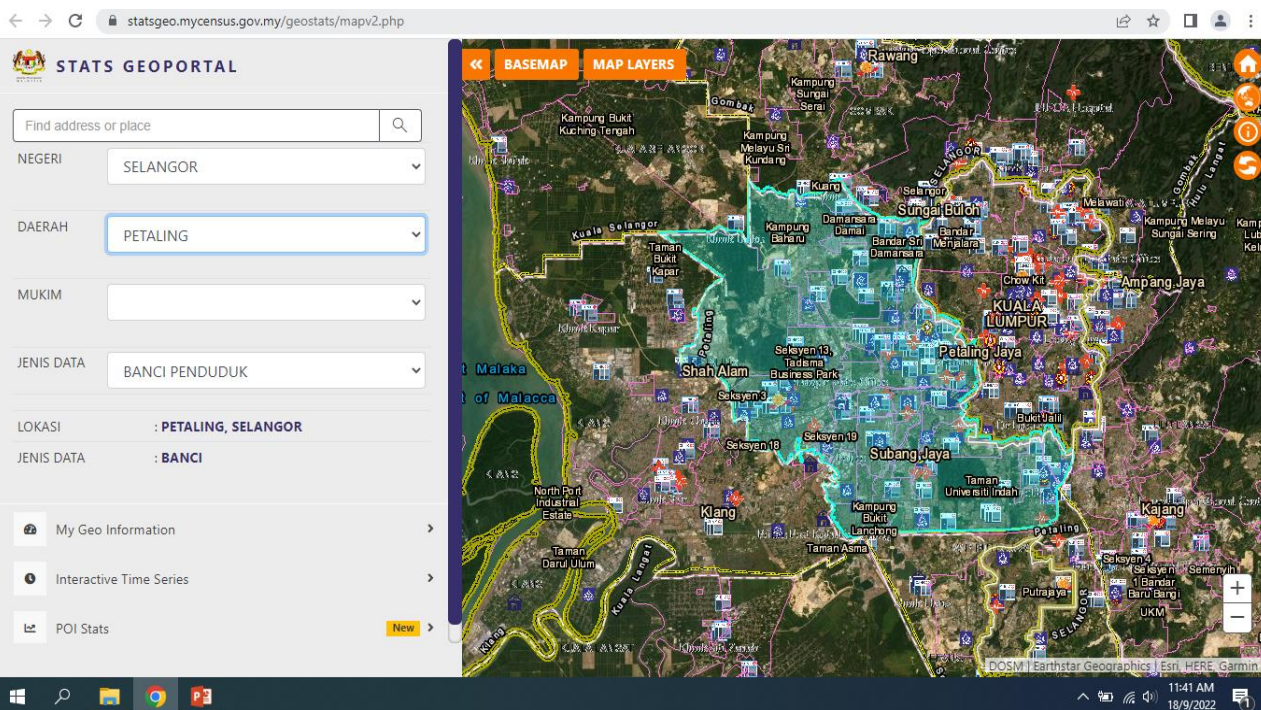 statsgeo.mycensus.gov.my/geostats/mapv2.php
STATS GEOPORTAL
Find address or place
NEGERI
SELANGOR
DAERAH
PETALING
MUKIM
JENIS DATA
BANCI PENDUDUK
LOKASI : PETALING, SELANGOR
JENIS DATA : BANCI
My Geo Information
Interactive Time Series
POI Stats
New
BASEMAP
MAP LAYERS
Rawang
Kampung
Sungai
Serai
Gombak
Kampung Bukit
Kuching Tengah
Kampung
Melayu Sri
Kundang
SELANGOR
Gombak
Hulu Langat
Kuang
Selangor
Sungai Buloh
Melawati
Kuala Selangor
Kampung
Baharu
Damansara
Damai
Bandar Sri
Damansara
Bandar
Menjalara
Kampung Melayu
Sungai Sering
Taman
Bukit
Kapar
Chow Kit
Ampang Jaya
KUALA
LUMPUR
Petaling
Seksyen 13,
Tadisma
Business Park
Petaling Jaya
t Malaka
t of Malacca
Shah Alam
Seksyen 3
Bukit Jalil
Seksyen 18
Seksyen 19
Subang Jaya
North Port
Industrial
Estate
Klang
Taman
Universiti Indah
Kampung
Bukit
Lanchong
Kajang
Petaling
Taman Asma
Taman
Darul Ulum
Seksyen 4
Seksyen
1 Bandar
Baru Bangi
Semenyih
Putrajaya
UKM
Kuala Langat
Klang
SELANGOR
+
−
DOSM | Earthstar Geographics | Esri, HERE, Garmin
11:41 AM
18/9/2022